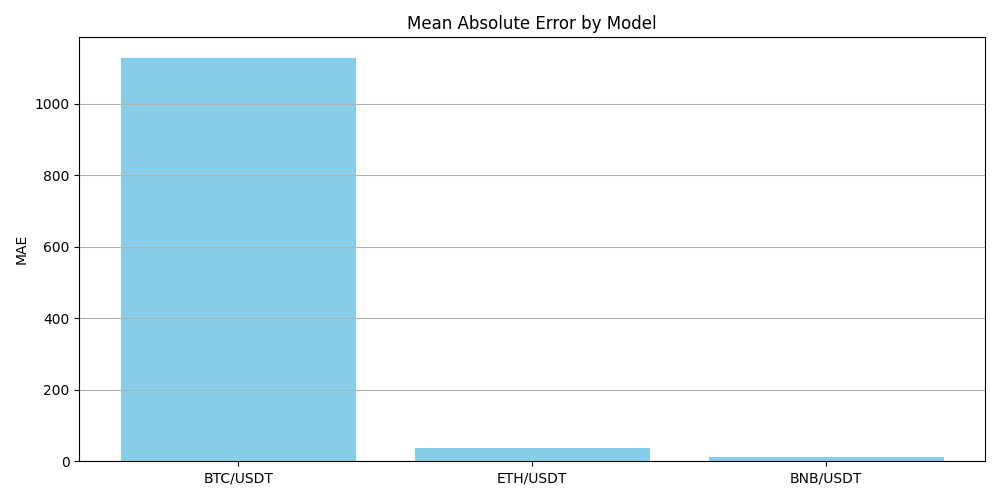 Mean Absolute Error by Model
MAE
1000
800
600
400
200
0
BTC/USDT
ETH/USDT
BNB/USDT